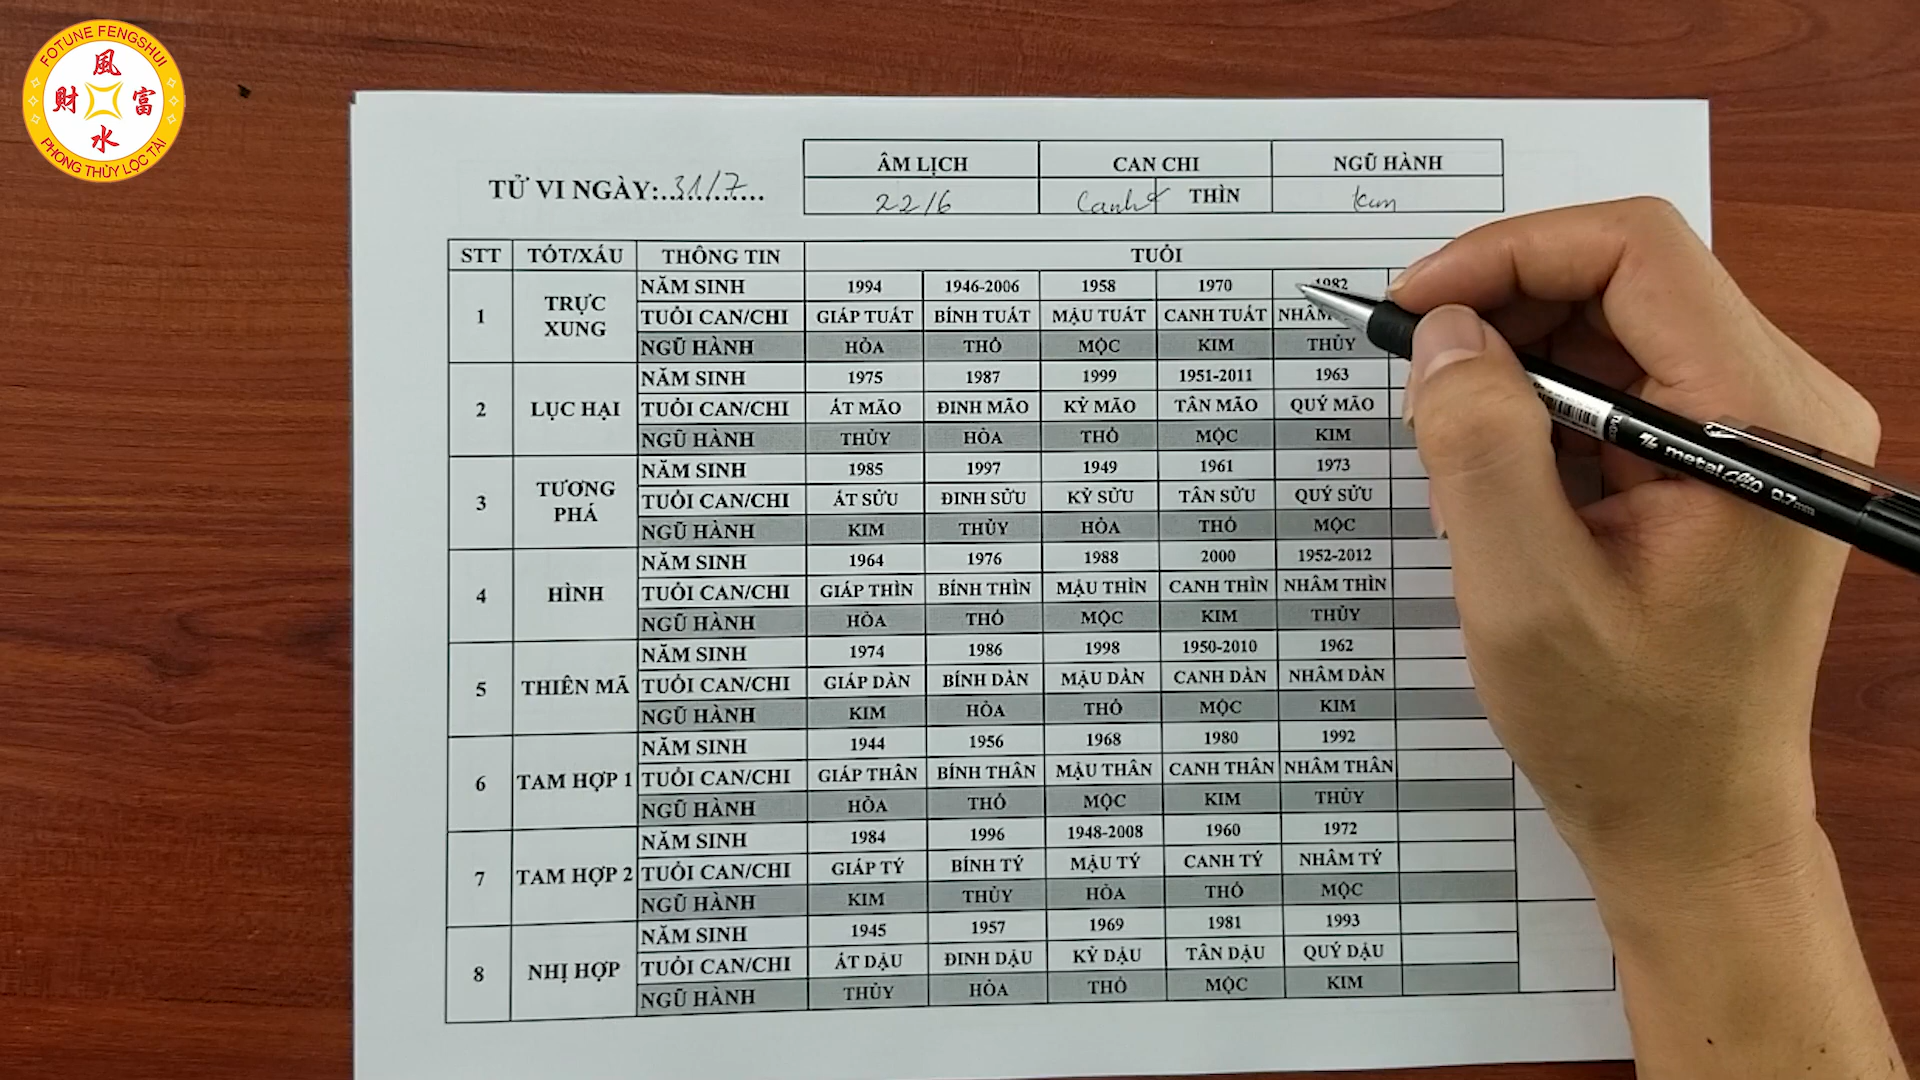 FOTUNE FENGSHUI
風
財 富
水
PHONG THỦY LỘC TÀI
ÂM LỊCH CAN CHI NGŨ HÀNH
TỬ VI NGÀY:31/7
22/6 Canh THÌN kim
STT TỐT/XẤU THÔNG TIN TUỔI
1 TRỰC XUNG NĂM SINH 1994 1946-2006 1958 1970 1982
TUỔI CAN/CHI GIÁP TUẤT BÍNH TUẤT MẬU TUẤT CANH TUẤT NHÂM
NGŨ HÀNH HỎA THỔ MỘC KIM THỦY
2 LỤC HẠI NĂM SINH 1975 1987 1999 1951-2011 1963
TUỔI CAN/CHI ẤT MÃO ĐINH MÃO KỶ MÃO TÂN MÃO QUÝ MÃO
NGŨ HÀNH THỦY HỎA THỔ MỘC KIM
3 TƯƠNG PHÁ NĂM SINH 1985 1997 1949 1961 1973
TUỔI CAN/CHI ẤT SỬU ĐINH SỬU KỶ SỬU TÂN SỬU QUÝ SỬU
NGŨ HÀNH KIM THỦY HỎA THỔ MỘC
4 HÌNH NĂM SINH 1964 1976 1988 2000 1952-2012
TUỔI CAN/CHI GIÁP THÌN BÍNH THÌN MẬU THÌN CANH THÌN NHÂM THÌN
NGŨ HÀNH HỎA THỔ MỘC KIM THỦY
5 THIÊN MÃ NĂM SINH 1974 1986 1998 1950-2010 1962
TUỔI CAN/CHI GIÁP DẦN BÍNH DẦN MẬU DẦN CANH DẦN NHÂM DẦN
NGŨ HÀNH KIM HỎA THỔ MỘC KIM
6 TAM HỢP 1 NĂM SINH 1944 1956 1968 1980 1992
TUỔI CAN/CHI GIÁP THÂN BÍNH THÂN MẬU THÂN CANH THÂN NHÂM THÂN
NGŨ HÀNH HỎA THỔ MỘC KIM THỦY
7 TAM HỢP 2 NĂM SINH 1984 1996 1948-2008 1960 1972
TUỔI CAN/CHI GIÁP TÝ BÍNH TÝ MẬU TÝ CANH TÝ NHÂM TÝ
NGŨ HÀNH KIM THỦY HỎA THỔ MỘC
8 NHỊ HỢP NĂM SINH 1945 1957 1969 1981 1993
TUỔI CAN/CHI ẤT DẬU ĐINH DẬU KỶ DẬU TÂN DẬU QUÝ DẬU
NGŨ HÀNH THỦY HỎA THỔ MỘC KIM
metal 0.7mm